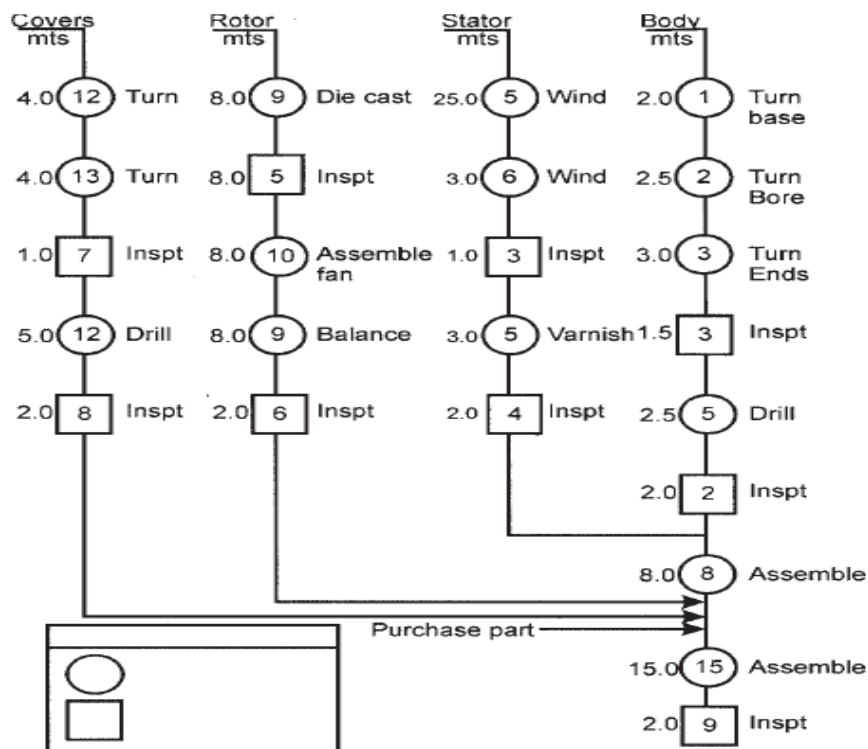 Covers
mts
4.0 12 Turn
4.0 13 Turn
1.0 7 Inspt
5.0 12 Drill
2.0 8 Inspt
Rotor
mts
8.0 9 Die cast
8.0 5 Inspt
8.0 10 Assemble
fan
8.0 9 Balance
2.0 6 Inspt
Stator
mts
25.0 5 Wind
3.0 6 Wind
1.0 3 Inspt
3.0 5 Varnish
2.0 4 Inspt
Body
mts
2.0 1 Turn
base
2.5 2 Turn
Bore
3.0 3 Turn
Ends
1.5 3 Inspt
2.5 5 Drill
2.0 2 Inspt
8.0 8 Assemble
Purchase part
15.0 15 Assemble
2.0 9 Inspt